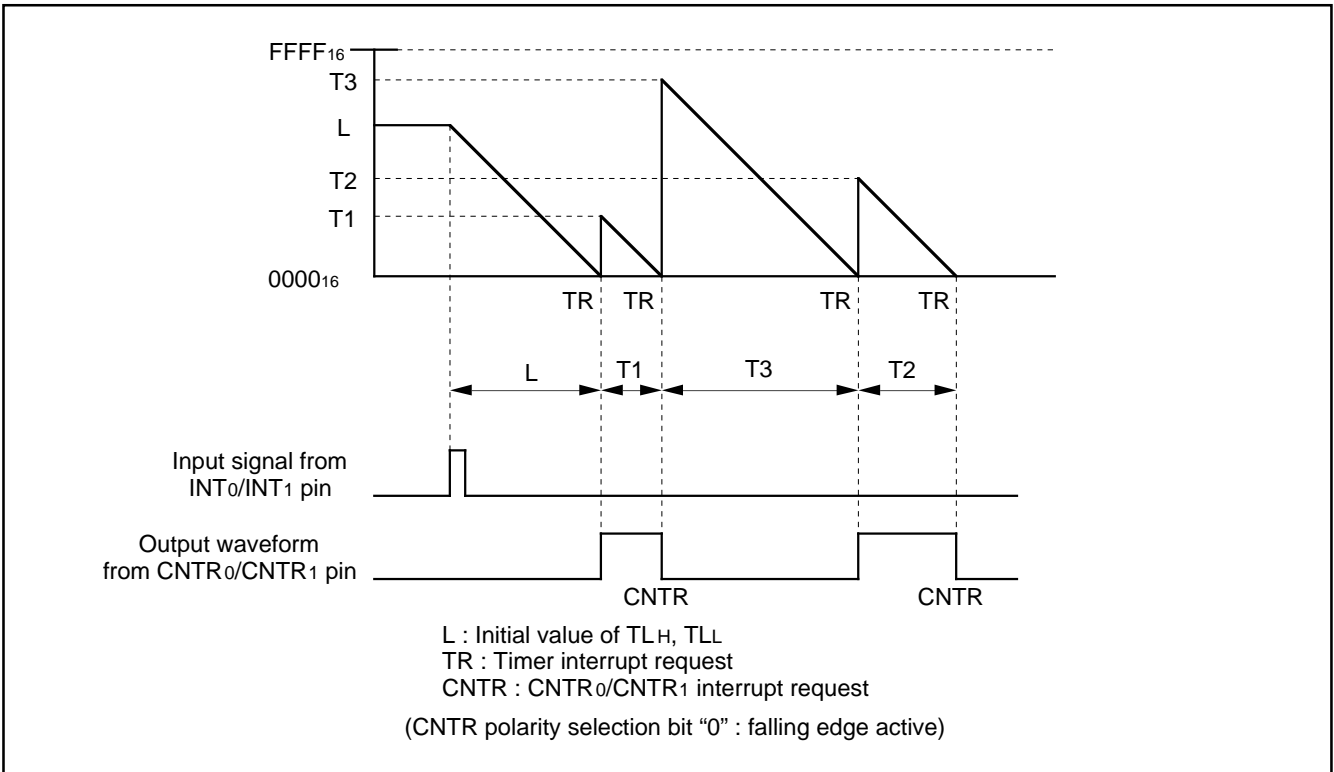 FFFF16
T3
L
T2
T1
000016
TR TR TR TR
L T1 T3 T2
Input signal from
INT0/INT1 pin
Output waveform
from CNTR0/CNTR1 pin
CNTR CNTR
L : Initial value of TLH, TLL
TR : Timer interrupt request
CNTR : CNTR0/CNTR1 interrupt request
(CNTR polarity selection bit “0” : falling edge active)